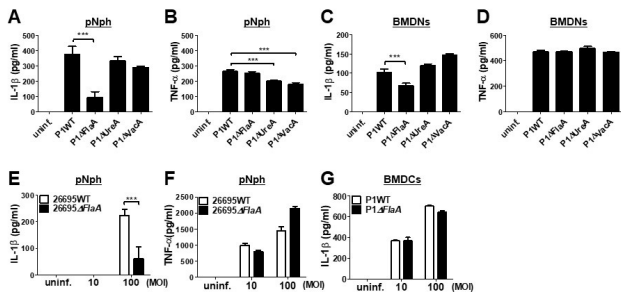 A
pNph
IL-1β (pg/ml)
500
400
300
200
100
0
***
uninf.
P1WT
P1ΔFlaA
P1ΔUreA
P1ΔVacA
B
pNph
TNF-α (pg/ml)
500
400
300
200
100
0
***
***
uninf.
P1WT
P1ΔFlaA
P1ΔUreA
P1ΔVacA
C
BMDNs
IL-1β (pg/ml)
200
150
100
50
0
***
uninf.
P1WT
P1ΔFlaA
P1ΔUreA
P1ΔVacA
D
BMDNs
TNF-α (pg/ml)
800
600
400
200
0
uninf.
P1WT
P1ΔFlaA
P1ΔUreA
P1ΔVacA
E
pNph
IL-1β (pg/ml)
300
200
100
0
26695WT
26695ΔFlaA
***
uninf. 10 100 (MOI)
F
pNph
TNF-α(pg/ml)
2500
2000
1500
1000
500
0
26695WT
26695ΔFlaA
uninf. 10 100 (MOI)
G
BMDCs
IL-1β (pg/ml)
800
600
400
200
0
P1WT
P1ΔFlaA
uninf. 10 100 (MOI)